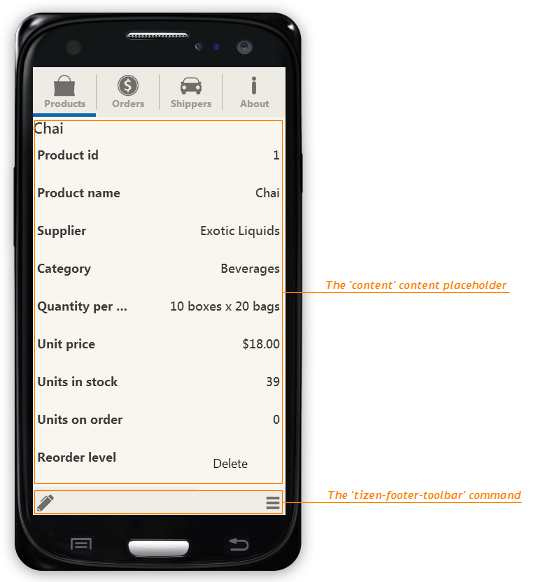 Products Orders Shippers About
Chai
Product id 1
Product name Chai
Supplier Exotic Liquids
Category Beverages
The 'content' content placeholder
Quantity per ... 10 boxes x 20 bags
Unit price $18.00
Units in stock 39
Units on order 0
Reorder level
Delete
The 'tizen-footer-toolbar' command